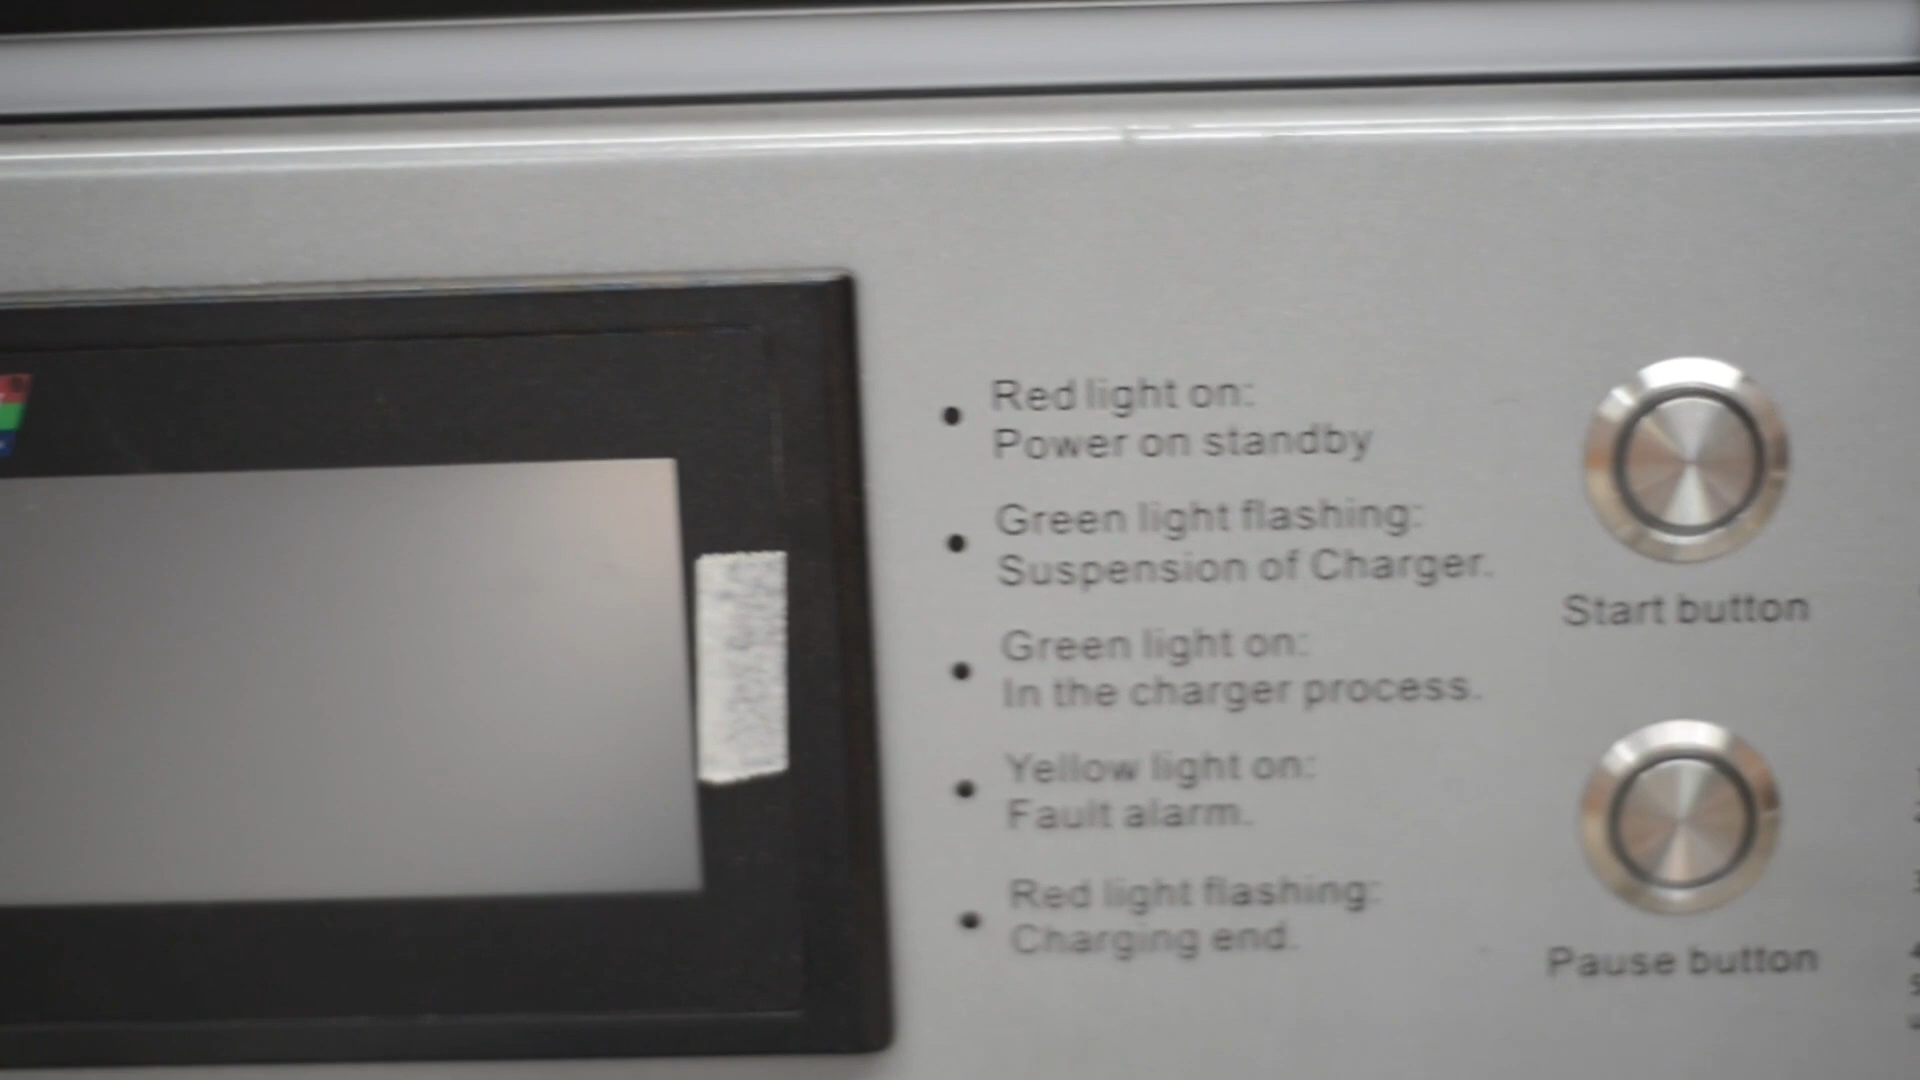 Red light on:
Power on standby
Green light flashing:
Suspension of Charger.
Green light on:
In the charger process.
Yellow light on:
Fault alarm.
Red light flashing:
Charging end.
Start button
Pause button